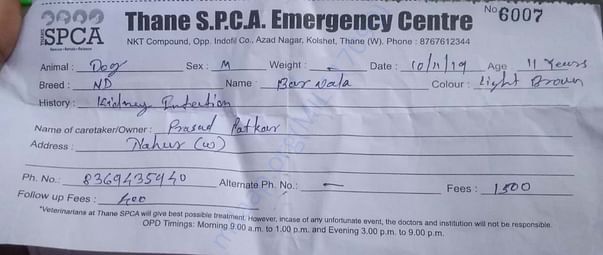 SPCA
Rescue • Rehab • Release
Thane S.P.C.A. Emergency Centre No 6007
NKT Compound, Opp. Indofil Co., Azad Nagar, Kolshet, Thane (W). Phone : 8767612344
Animal : Dog Sex : M Weight : - Date : 10/11/19 Age 11 Years
Breed : ND Name : Barwala Colour : Light Brown
History : Kidney Infection
Name of caretaker/Owner : Prasad Patkar
Address : Nahur (w)
Ph. No.: 8369435940 Alternate Ph. No.: - Fees : 1500
Follow up Fees : 400
*Veterinarians at Thane SPCA will give best possible treatment. However, incase of any unfortunate event, the doctors and institution will not be responsible.
OPD Timings: Morning 9.00 a.m. to 1.00 p.m. and Evening 3.00 p.m. to 9.00 p.m.